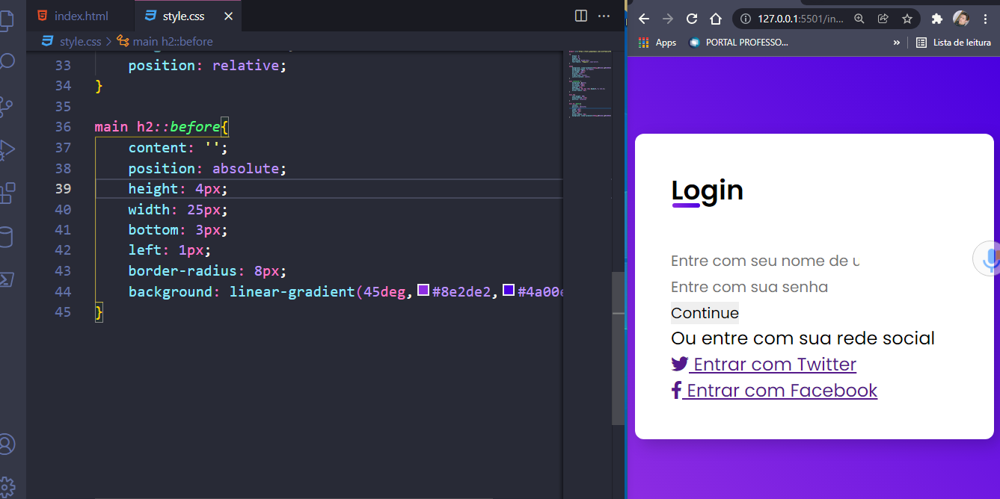 index.html
style.css
style.css > main h2::before
33 position: relative;
34 }
35
36 main h2::before{
37 content: '';
38 position: absolute;
39 height: 4px;
40 width: 25px;
41 bottom: 3px;
42 left: 1px;
43 border-radius: 8px;
44 background: linear-gradient(45deg, #8e2de2, #4a00e
45 }
127.0.0.1:5501/in...
Apps
PORTAL PROFESSO...
»
Lista de leitura
Login
Entre com seu nome de u
Entre com sua senha
Continue
Ou entre com sua rede social
Entrar com Twitter
Entrar com Facebook